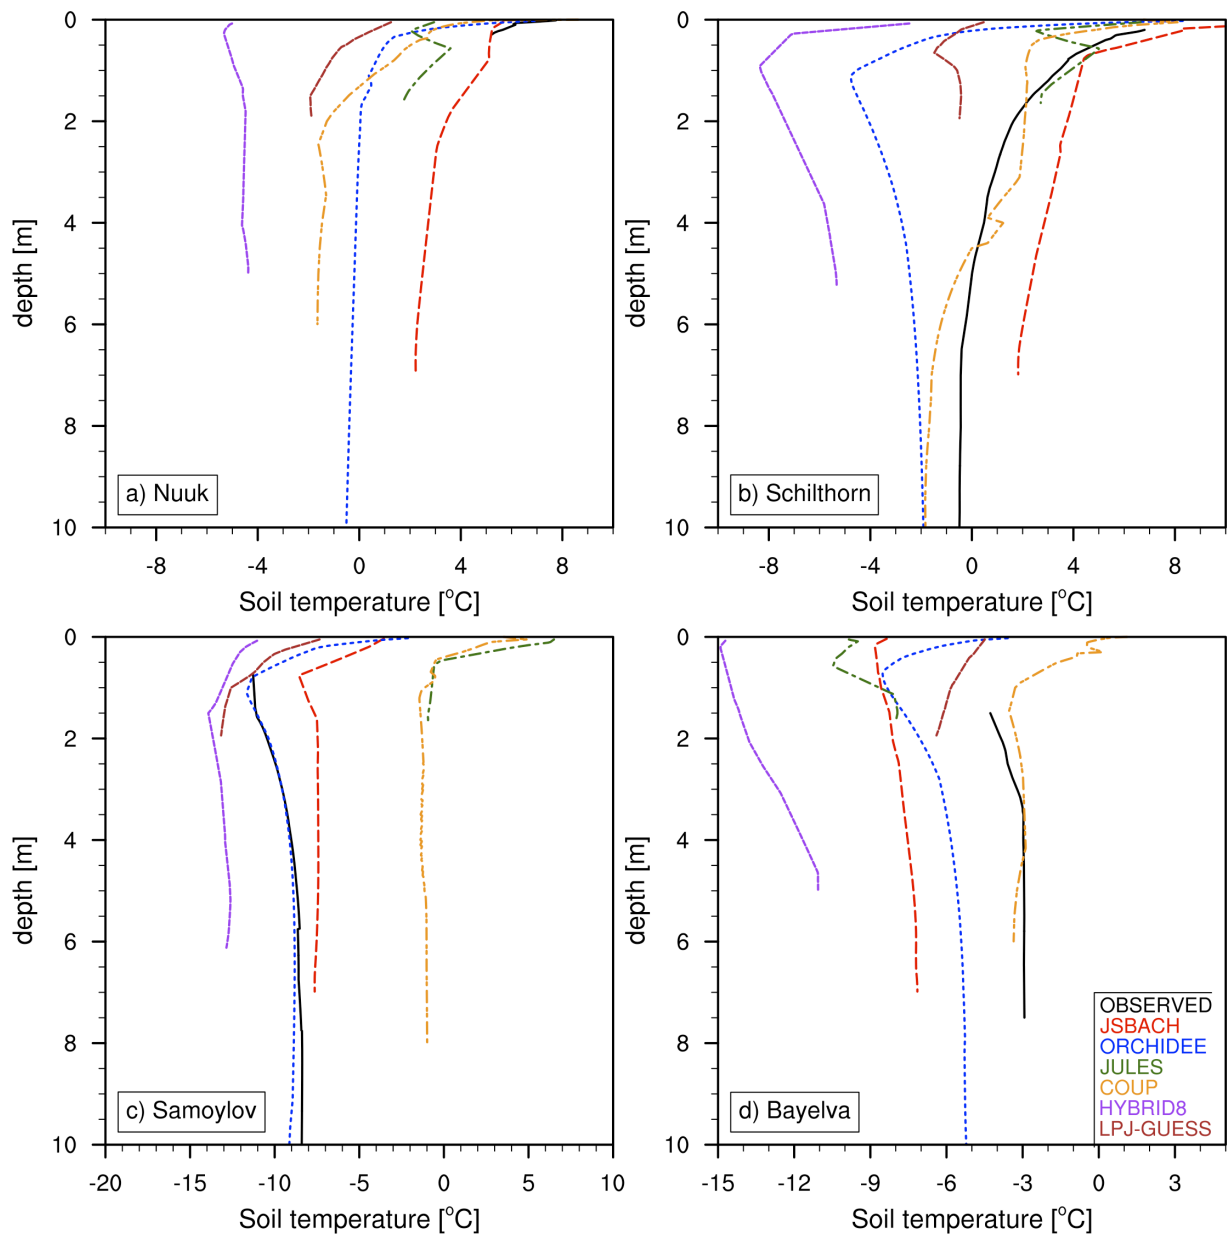 0
2
4
6
8
10
depth [m]
a) Nuuk
-8
-4
0
4
8
Soil temperature [°C]
0
2
4
6
8
10
depth [m]
b) Schilthorn
-8
-4
0
4
8
Soil temperature [°C]
0
2
4
6
8
10
depth [m]
c) Samoylov
-20
-15
-10
-5
0
5
10
Soil temperature [°C]
0
2
4
6
8
10
depth [m]
d) Bayelva
OBSERVED
JSBACH
ORCHIDEE
JULES
COUP
HYBRID8
LPJ-GUESS
-15
-12
-9
-6
-3
0
3
Soil temperature [°C]